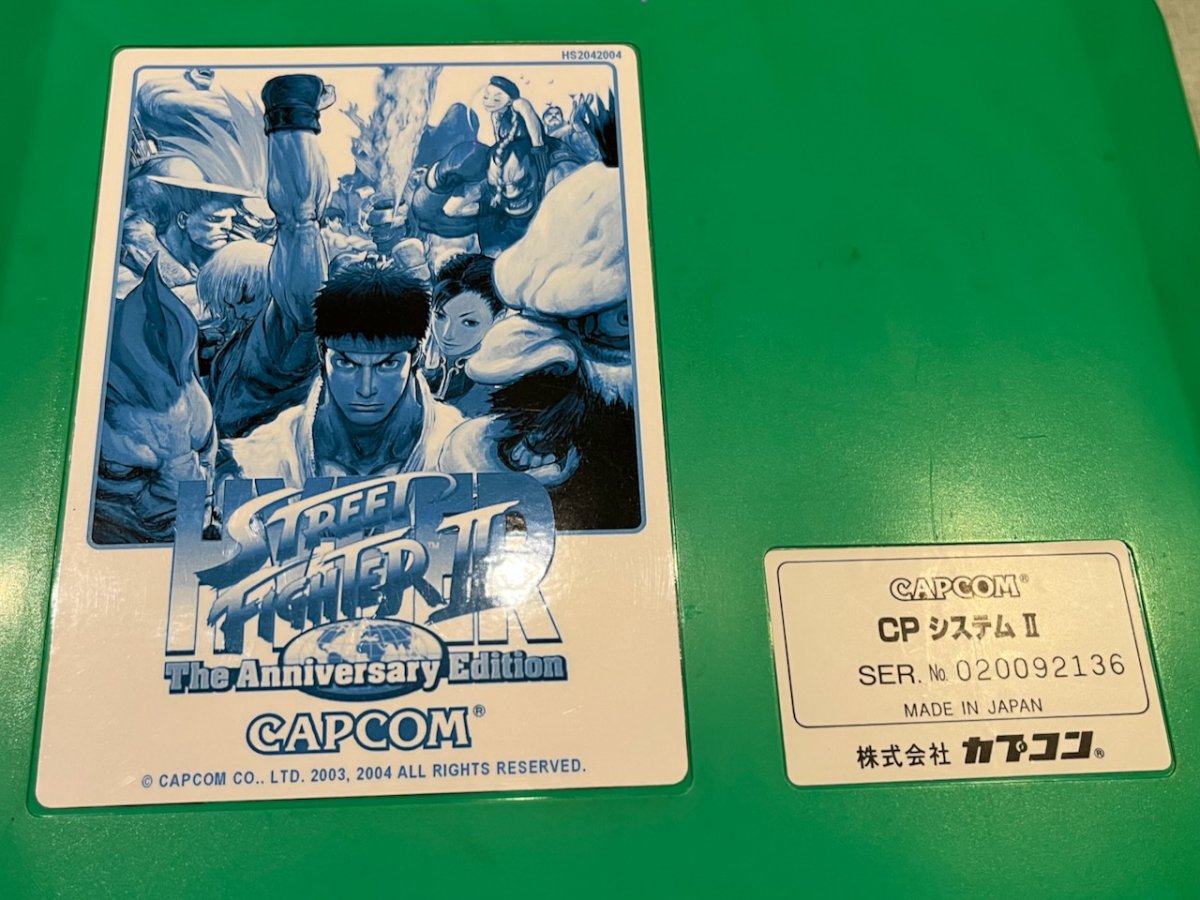 HS2042004
HYPER
STREET
FIGHTER II™
The Anniversary Edition
CAPCOM®
© CAPCOM CO., LTD. 2003, 2004 ALL RIGHTS RESERVED.
CAPCOM®
CP システム II
SER. No. 020092136
MADE IN JAPAN
株式会社 カプコン®